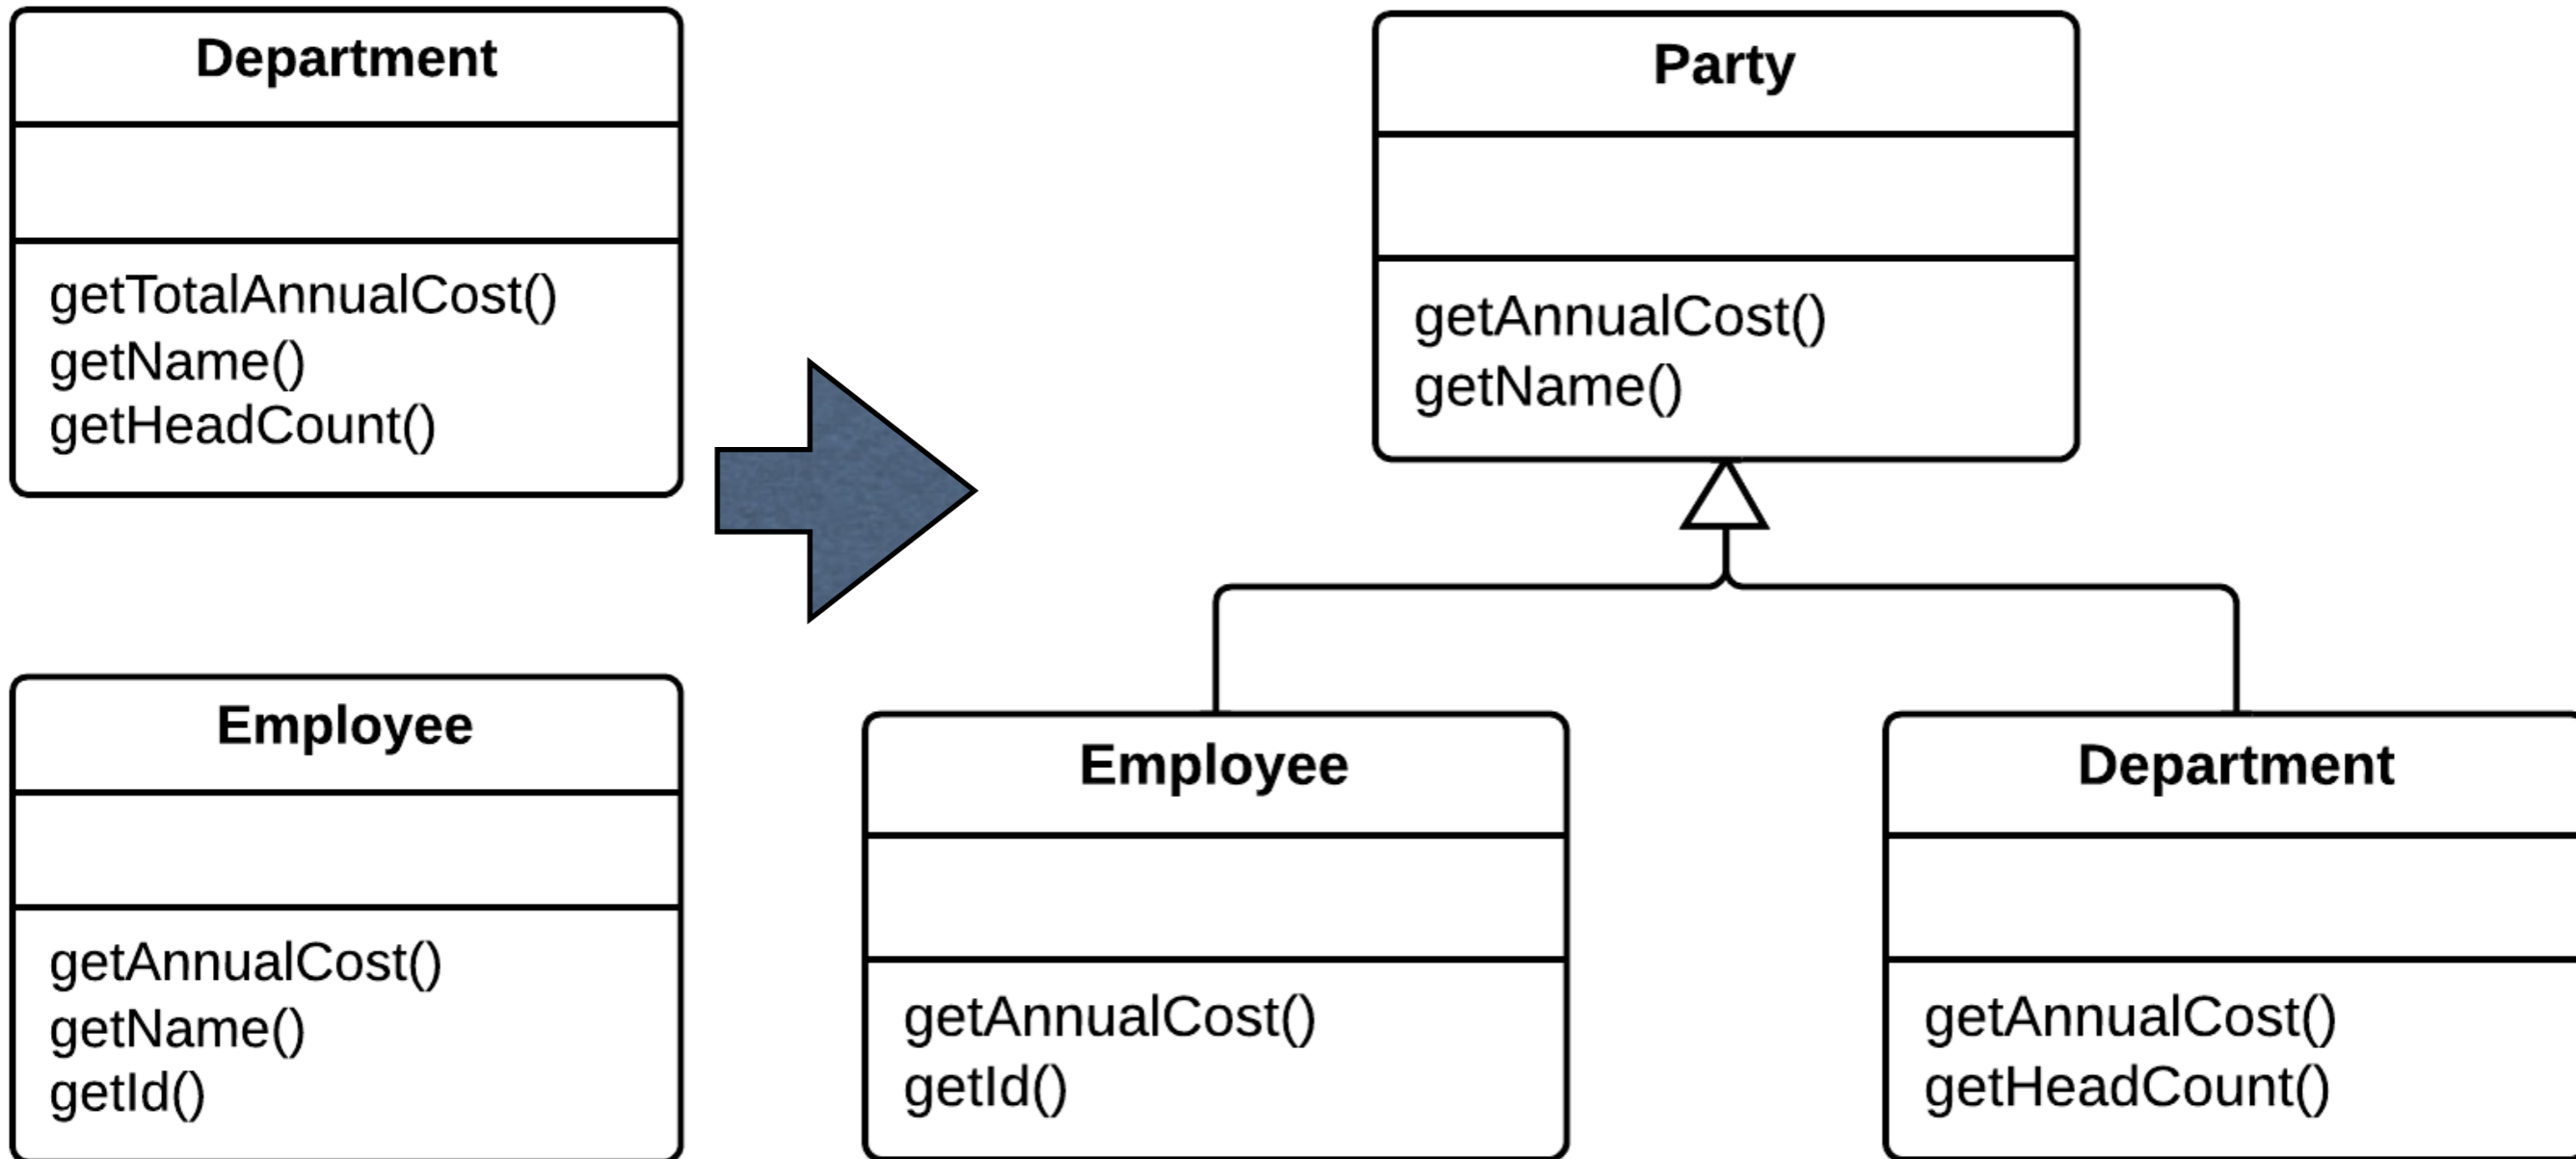 Department
getTotalAnnualCost()
getName()
getHeadCount()
Employee
getAnnualCost()
getName()
getId()
Party
getAnnualCost()
getName()
Employee
getAnnualCost()
getId()
Department
getAnnualCost()
getHeadCount()